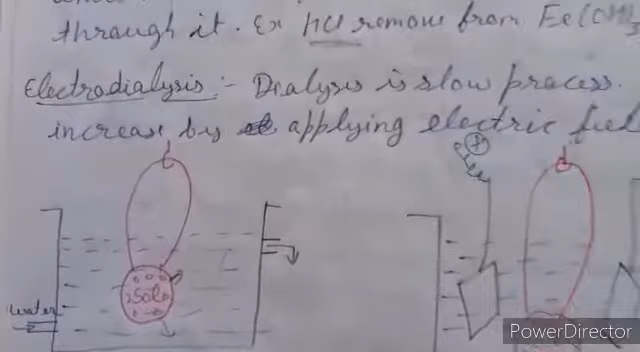 through it. Ex HCl remove from Fe(OH)3
Electrodialysis :- Dialysis is slow process.
increase by applying electric fiel
+
Sol
water
PowerDirector